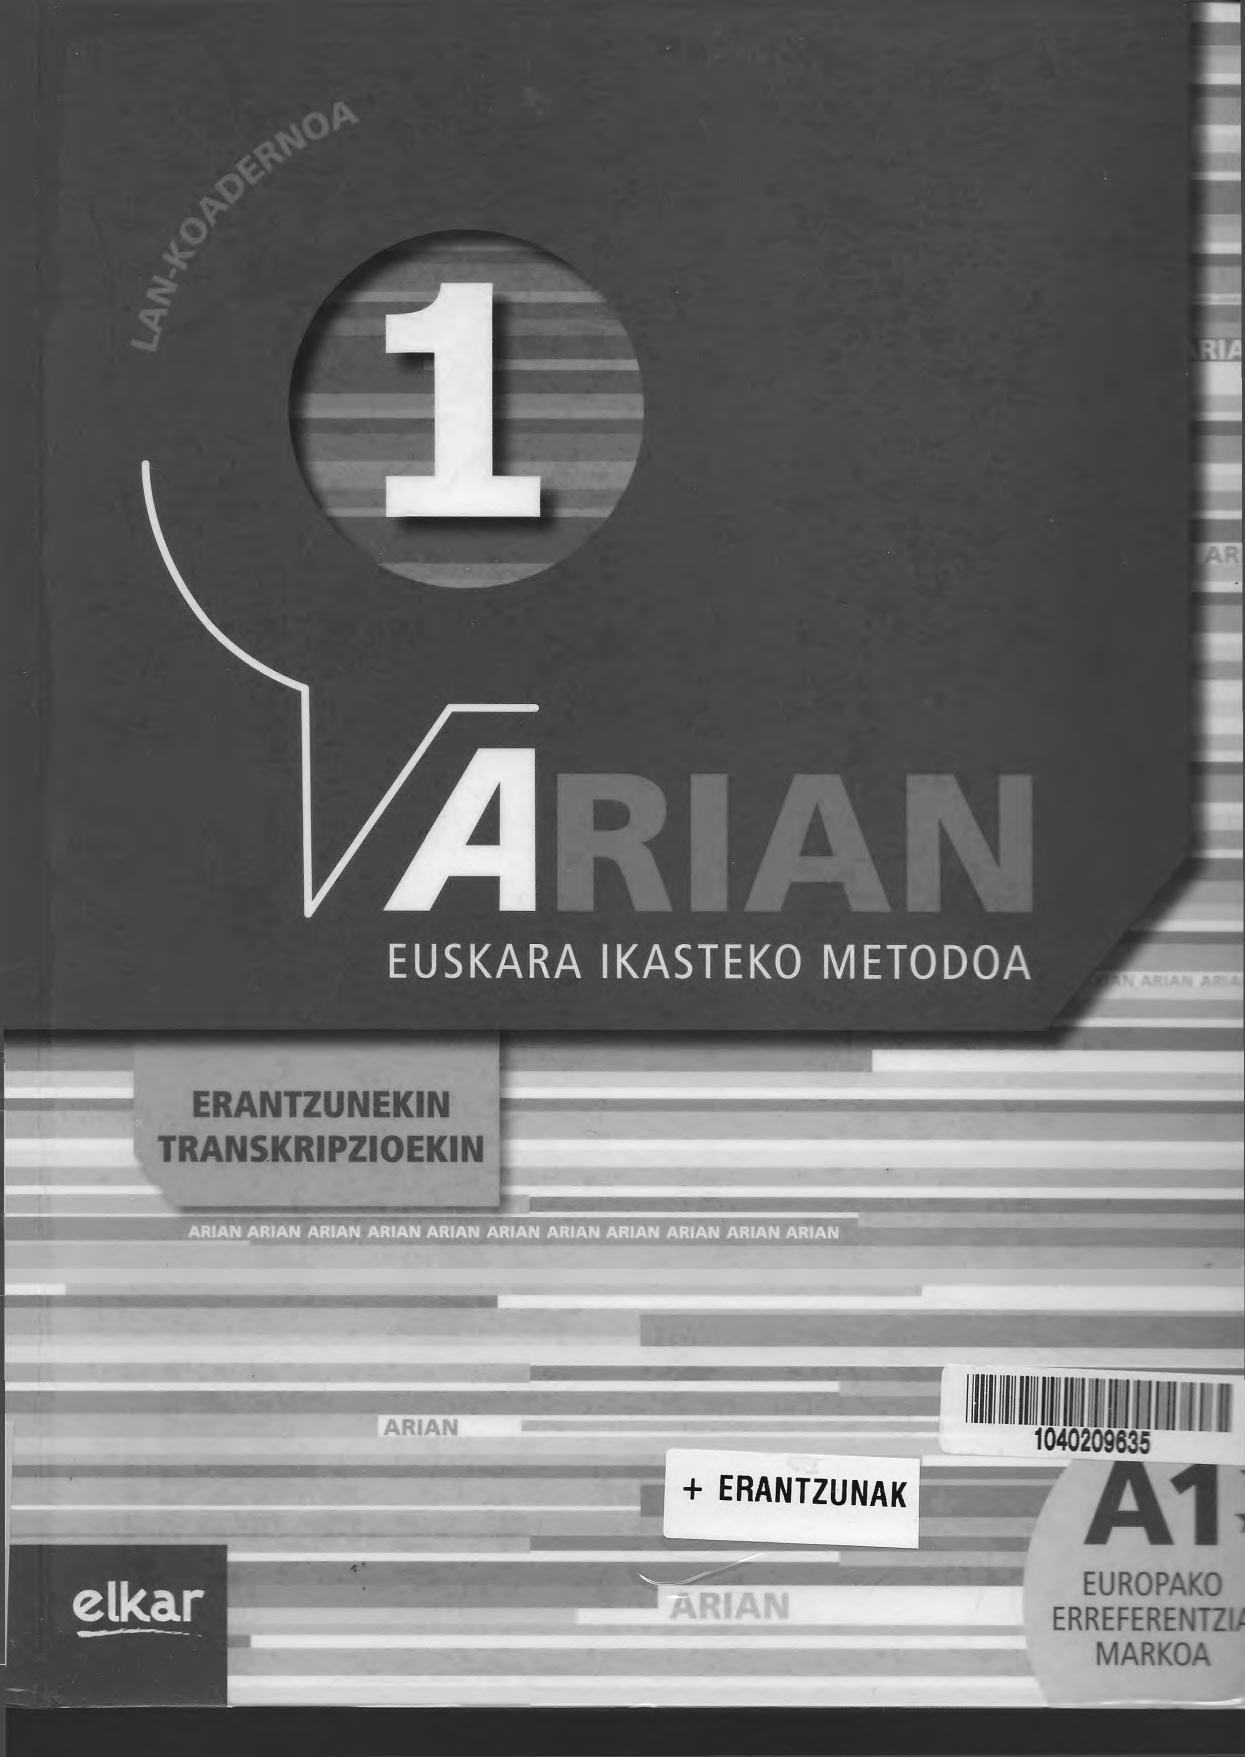 LAN-KOADERNOA
1
ARIAN
EUSKARA IKASTEKO METODOA
ERANTZUNEKIN
TRANSKRIPZIOEKIN
ARIAN ARIAN ARIAN ARIAN ARIAN ARIAN ARIAN ARIAN ARIAN ARIAN ARIAN
ARIAN
1040209635
+ ERANTZUNAK
A1
EUROPAKO
ERREFERENTZIA
MARKOA
elkar
ARIAN